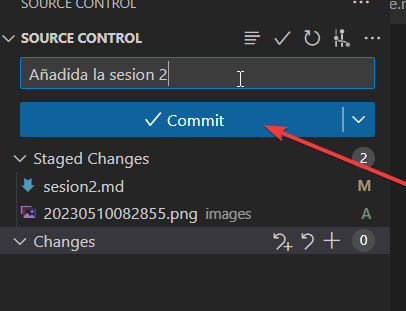 SOURCE CONTROL
SOURCE CONTROL
Añadida la sesion 2
Commit
Staged Changes 2
sesion2.md M
20230510082855.png images A
Changes 0